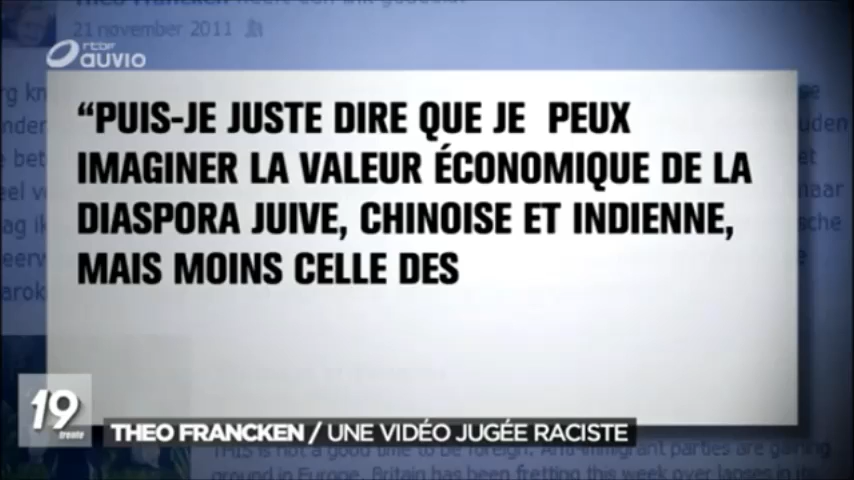 Theo Francken
21 november 2011
rtbf
auvio
“PUIS-JE JUSTE DIRE QUE JE PEUX
IMAGINER LA VALEUR ÉCONOMIQUE DE LA
DIASPORA JUIVE, CHINOISE ET INDIENNE,
MAIS MOINS CELLE DES
19
trente
THEO FRANCKEN / UNE VIDÉO JUGÉE RACISTE
THIS is not a good time to be foreign. Anti-immigrant parties are gaining
ground in Europe. Britain has been fretting this week over lapses in its